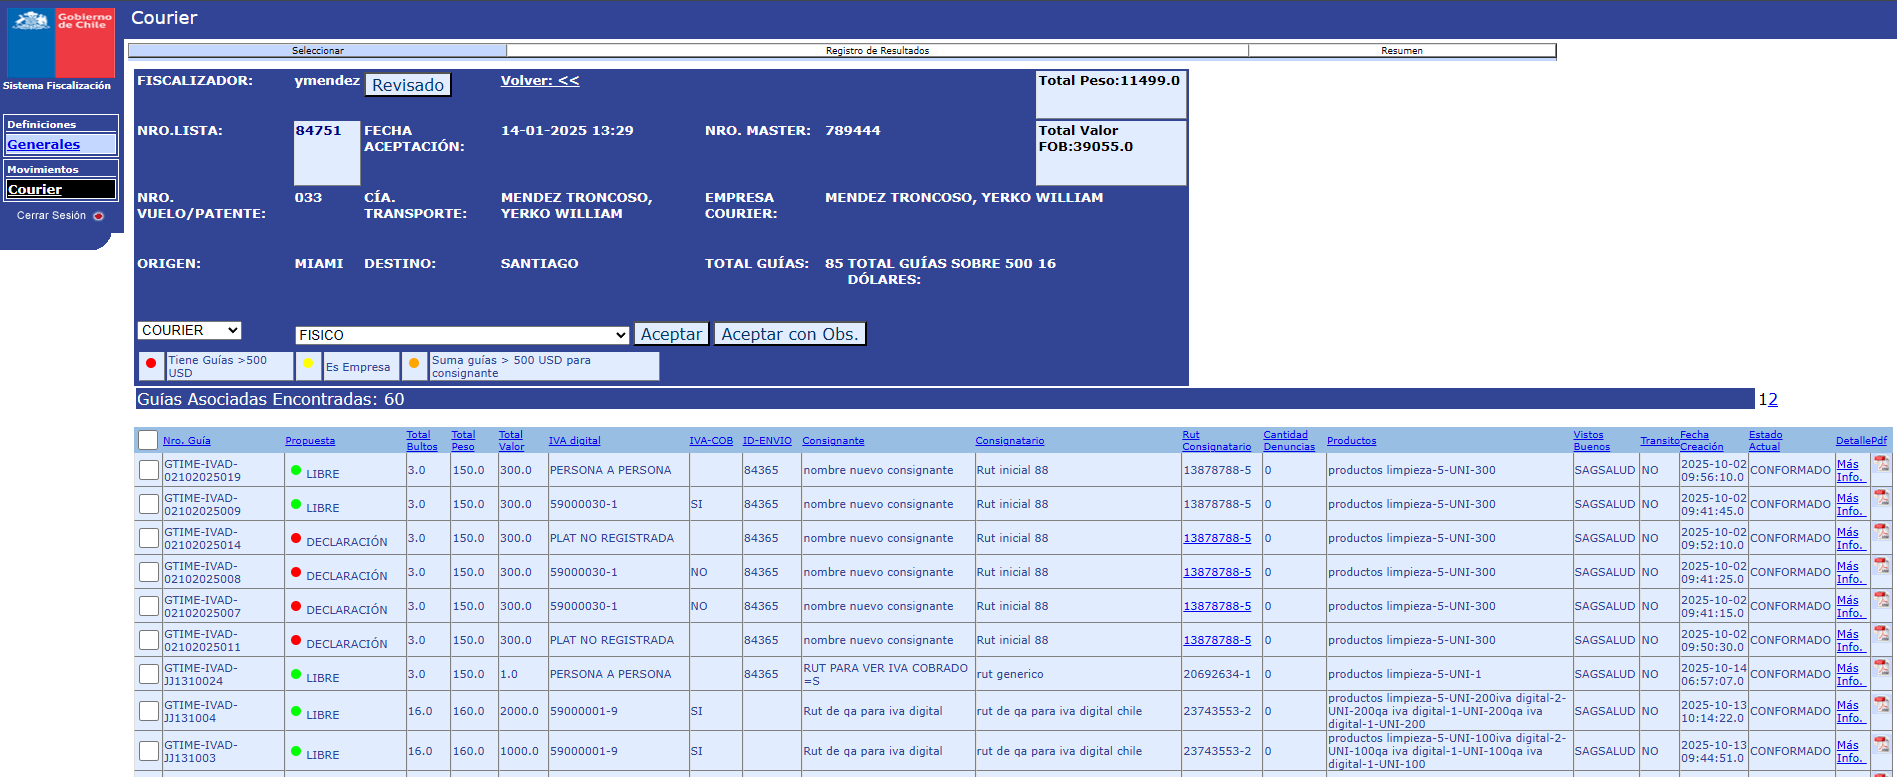 Gobierno
de Chile
Sistema Fiscalización
Definiciones
Generales
Movimientos
Courier
Cerrar Sesión
Courier
Seleccionar Registro de Resultados Resumen
FISCALIZADOR: ymendez Revisado Volver: << Total Peso:11499.0
NRO.LISTA: 84751 FECHA ACEPTACIÓN: 14-01-2025 13:29 NRO. MASTER: 789444 Total Valor FOB:39055.0
NRO. VUELO/PATENTE: 033 CÍA. TRANSPORTE: MENDEZ TRONCOSO, YERKO WILLIAM EMPRESA COURIER: MENDEZ TRONCOSO, YERKO WILLIAM
ORIGEN: MIAMI DESTINO: SANTIAGO TOTAL GUÍAS: 85 TOTAL GUÍAS SOBRE 500 DÓLARES: 16
COURIER FISICO Aceptar Aceptar con Obs.
Tiene Guías >500 USD Es Empresa Suma guías > 500 USD para consignante
Guías Asociadas Encontradas: 60 12
Nro. Guía Propuesta Total Bultos Total Peso Total Valor IVA digital IVA-COB ID-ENVIO Consignante Consignatario Rut Consignatario Cantidad Denuncias Productos Vistos Buenos Transito Fecha Creación Estado Actual Detalle Pdf
GTIME-IVAD-02102025019 LIBRE 3.0 150.0 300.0 PERSONA A PERSONA 84365 nombre nuevo consignante Rut inicial 88 13878788-5 0 productos limpieza-5-UNI-300 SAGSALUD NO 2025-10-02 09:56:10.0 CONFORMADO Más Info.
GTIME-IVAD-02102025009 LIBRE 3.0 150.0 300.0 59000030-1 SI 84365 nombre nuevo consignante Rut inicial 88 13878788-5 0 productos limpieza-5-UNI-300 SAGSALUD NO 2025-10-02 09:41:45.0 CONFORMADO Más Info.
GTIME-IVAD-02102025014 DECLARACIÓN 3.0 150.0 300.0 PLAT NO REGISTRADA 84365 nombre nuevo consignante Rut inicial 88 13878788-5 0 productos limpieza-5-UNI-300 SAGSALUD NO 2025-10-02 09:52:10.0 CONFORMADO Más Info.
GTIME-IVAD-02102025008 DECLARACIÓN 3.0 150.0 300.0 59000030-1 NO 84365 nombre nuevo consignante Rut inicial 88 13878788-5 0 productos limpieza-5-UNI-300 SAGSALUD NO 2025-10-02 09:41:25.0 CONFORMADO Más Info.
GTIME-IVAD-02102025007 DECLARACIÓN 3.0 150.0 300.0 59000030-1 NO 84365 nombre nuevo consignante Rut inicial 88 13878788-5 0 productos limpieza-5-UNI-300 SAGSALUD NO 2025-10-02 09:41:15.0 CONFORMADO Más Info.
GTIME-IVAD-02102025011 DECLARACIÓN 3.0 150.0 300.0 PLAT NO REGISTRADA 84365 nombre nuevo consignante Rut inicial 88 13878788-5 0 productos limpieza-5-UNI-300 SAGSALUD NO 2025-10-02 09:50:30.0 CONFORMADO Más Info.
GTIME-IVAD-JJ1310024 LIBRE 3.0 150.0 1.0 PERSONA A PERSONA 84365 RUT PARA VER IVA COBRADO =S rut generico 20692634-1 0 productos limpieza-5-UNI-1 SAGSALUD NO 2025-10-14 06:57:07.0 CONFORMADO Más Info.
GTIME-IVAD-JJ131004 LIBRE 16.0 160.0 2000.0 59000001-9 SI Rut de qa para iva digital rut de qa para iva digital chile 23743553-2 0 productos limpieza-5-UNI-200iva digital-2-UNI-200qa iva digital-1-UNI-200qa iva digital-1-UNI-200 SAGSALUD NO 2025-10-13 10:14:22.0 CONFORMADO Más Info.
GTIME-IVAD-JJ131003 LIBRE 16.0 160.0 1000.0 59000001-9 SI Rut de qa para iva digital rut de qa para iva digital chile 23743553-2 0 productos limpieza-5-UNI-100iva digital-2-UNI-100qa iva digital-1-UNI-100qa iva digital-1-UNI-100 SAGSALUD NO 2025-10-13 09:44:51.0 CONFORMADO Más Info.